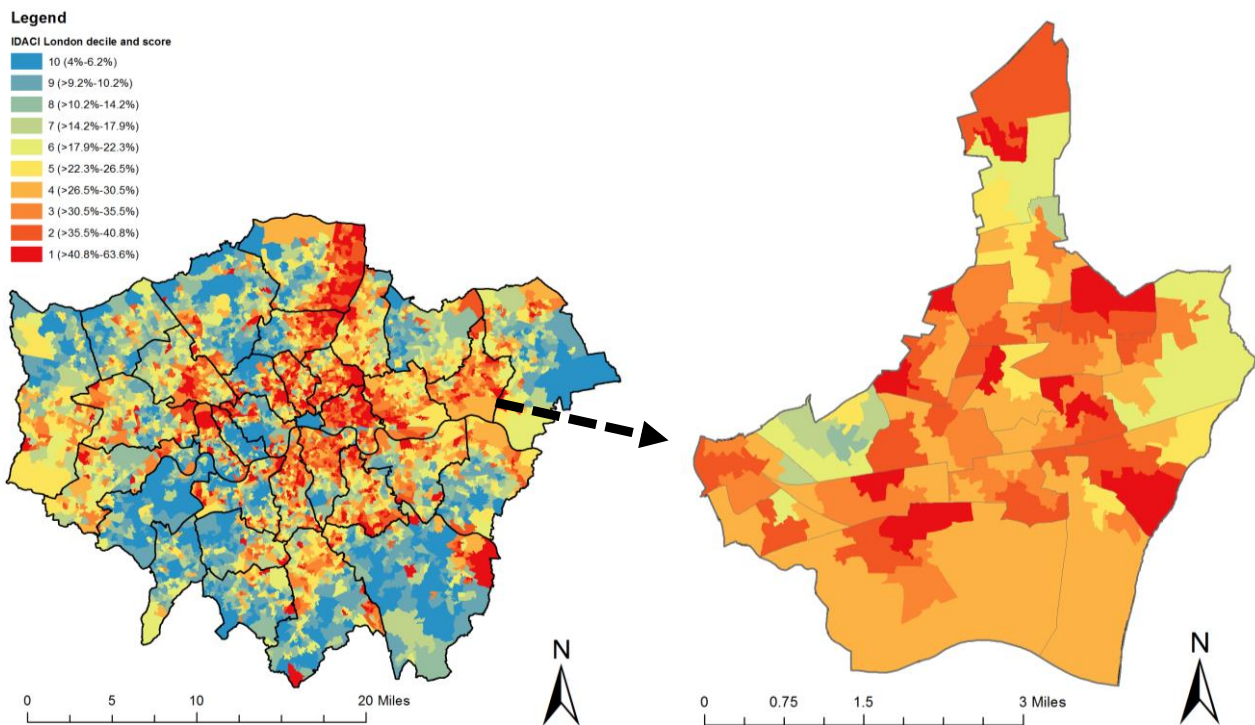 Legend
IDACI London decile and score
10 (4%-6.2%)
9 (>9.2%-10.2%)
8 (>10.2%-14.2%)
7 (>14.2%-17.9%)
6 (>17.9%-22.3%)
5 (>22.3%-26.5%)
4 (>26.5%-30.5%)
3 (>30.5%-35.5%)
2 (>35.5%-40.8%)
1 (>40.8%-63.6%)
N
0 10 20 Miles
N
0 0.75 1.5 3 Miles